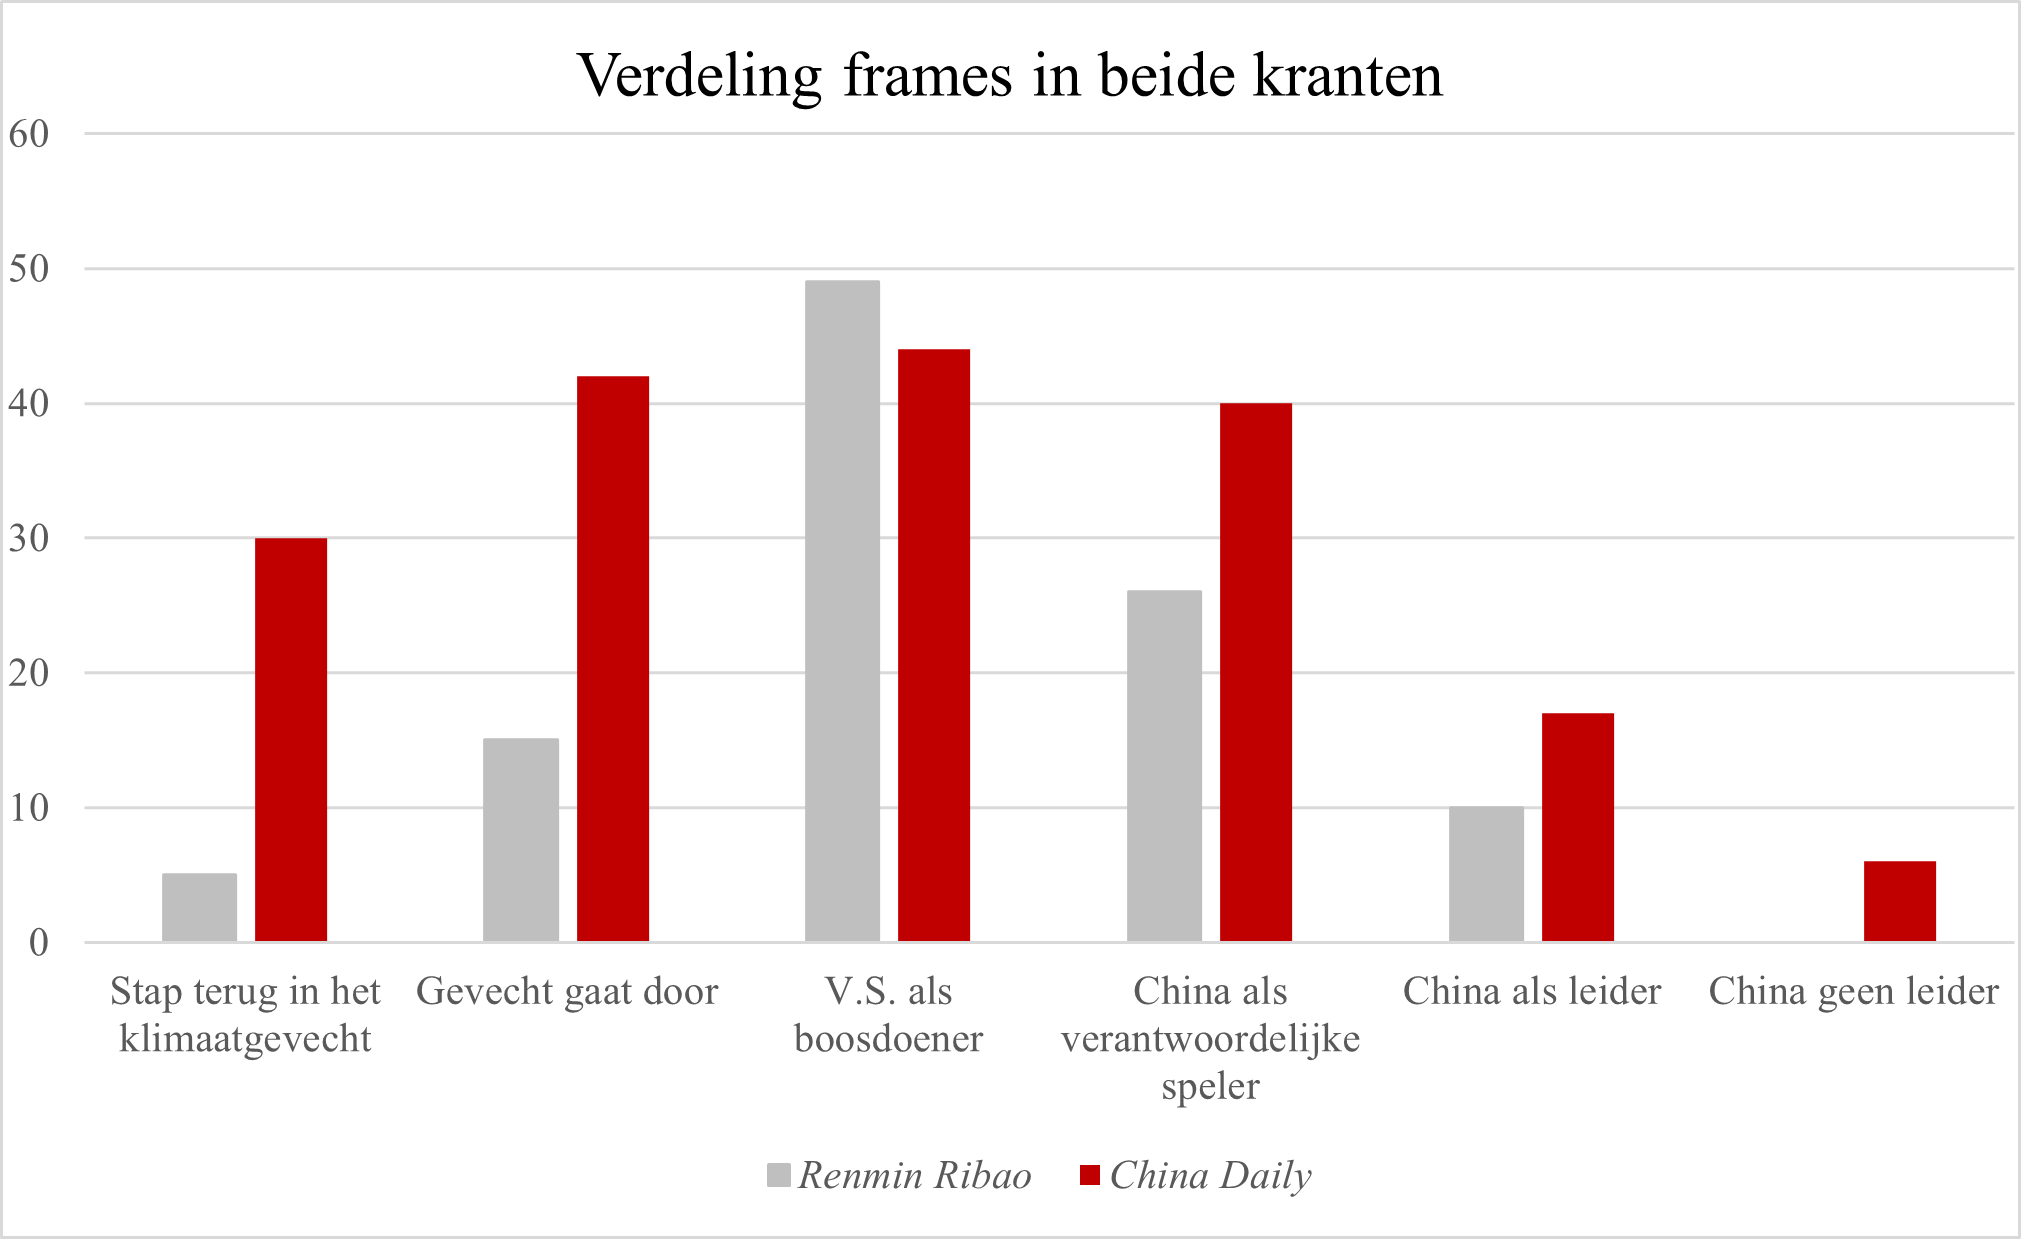 Verdeling frames in beide kranten
60
50
40
30
20
10
0
Stap terug in het
klimaatgevecht
Gevecht gaat door
V.S. als
boosdoener
China als
verantwoordelijke
speler
China als leider
China geen leider
Renmin Ribao
China Daily